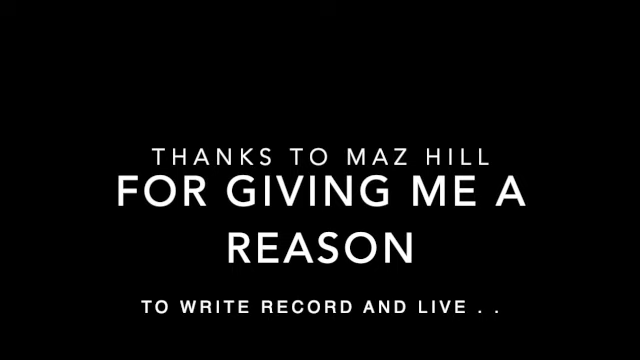 THANKS TO MAZ HILL
FOR GIVING ME A
REASON
TO WRITE RECORD AND LIVE . .